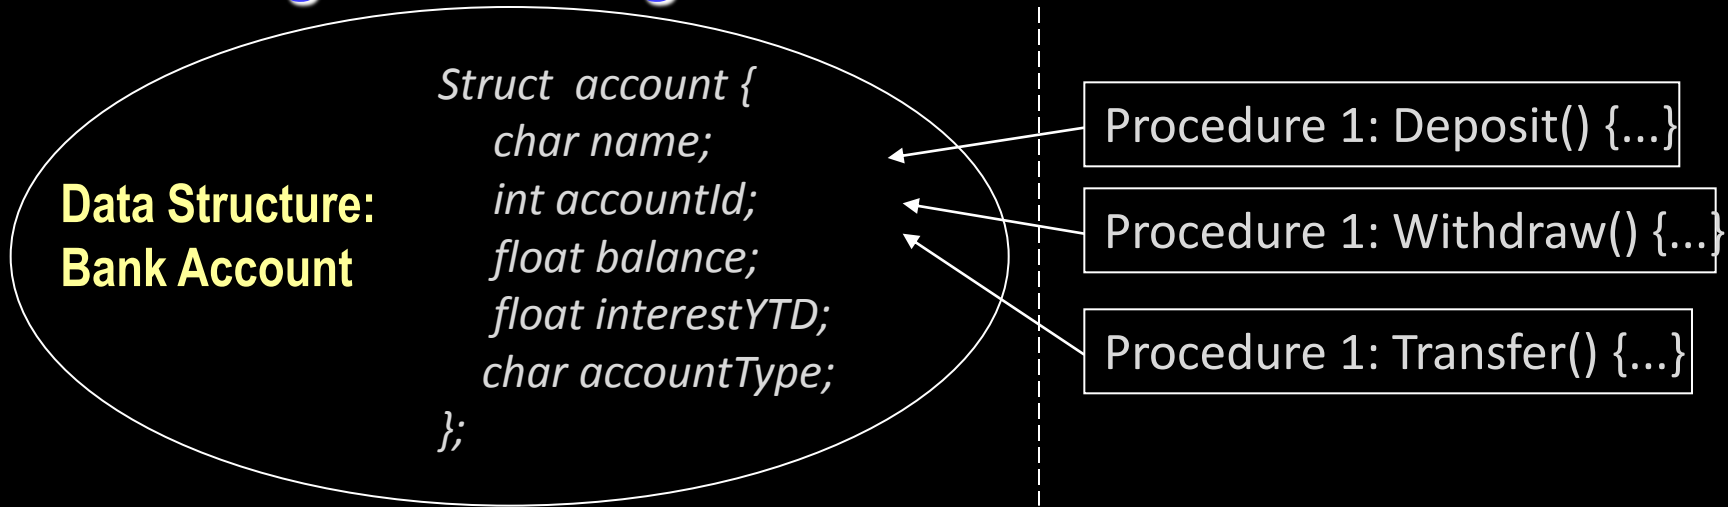 Data Structure:
Bank Account
Struct account {
char name;
int accountId;
float balance;
float interestYTD;
char accountType;
};
Procedure 1: Deposit() {...}
Procedure 1: Withdraw() {...}
Procedure 1: Transfer() {...}